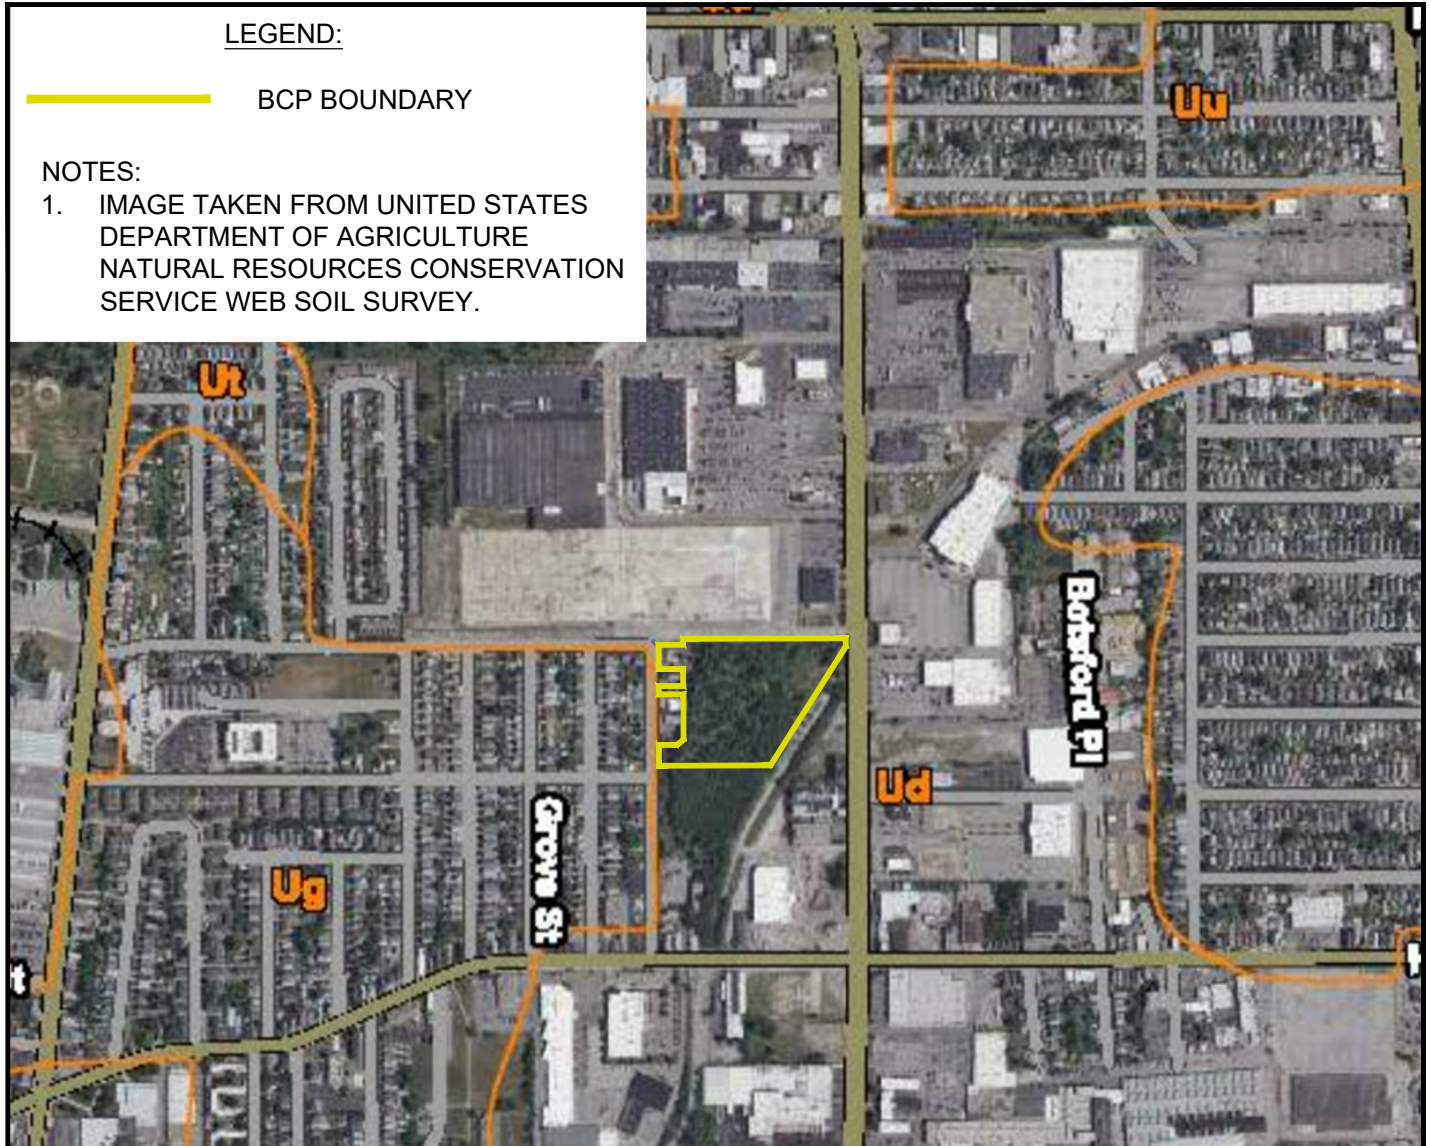 LEGEND:
BCP BOUNDARY
NOTES:
1. IMAGE TAKEN FROM UNITED STATES
DEPARTMENT OF AGRICULTURE
NATURAL RESOURCES CONSERVATION
SERVICE WEB SOIL SURVEY.
Uu
Ut
Botsford Pl
Ud
Grove St
Ug